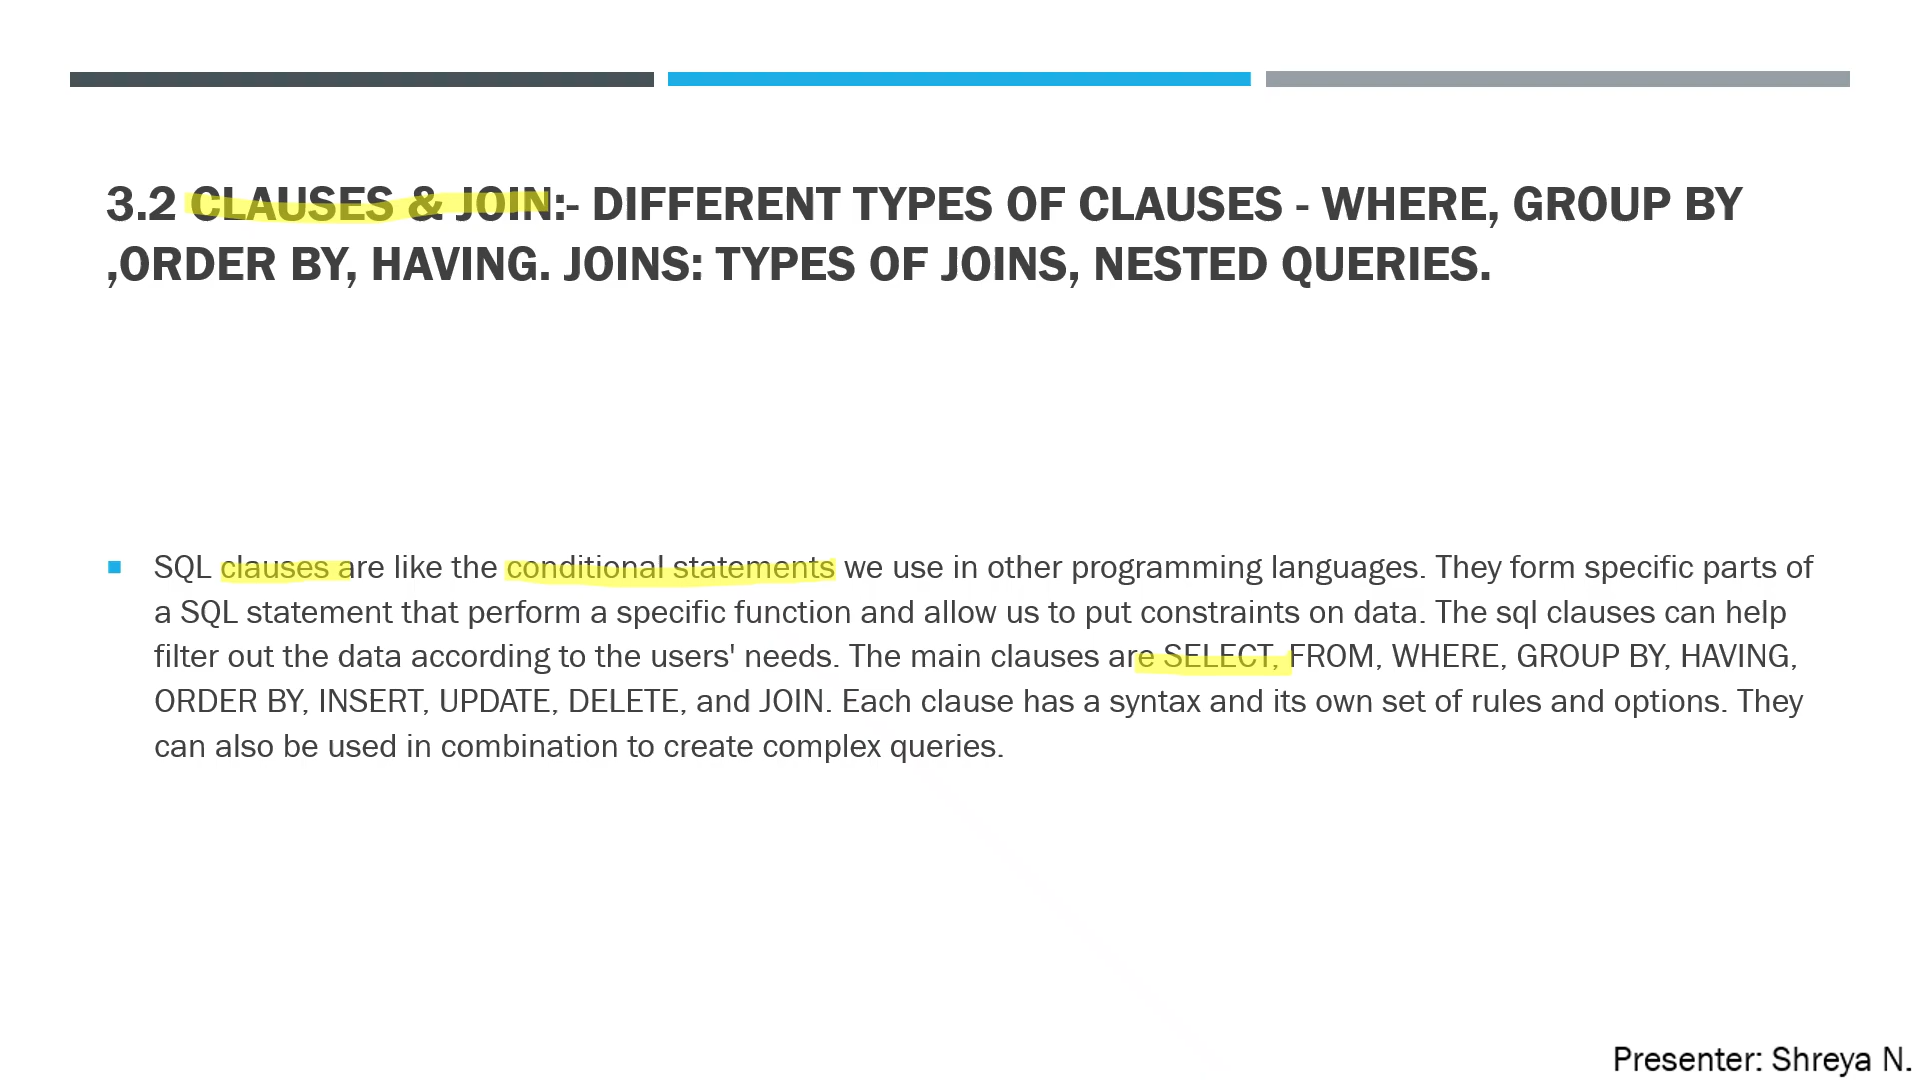 3.2 CLAUSES & JOIN:- DIFFERENT TYPES OF CLAUSES - WHERE, GROUP BY
,ORDER BY, HAVING. JOINS: TYPES OF JOINS, NESTED QUERIES.
SQL clauses are like the conditional statements we use in other programming languages. They form specific parts of
a SQL statement that perform a specific function and allow us to put constraints on data. The sql clauses can help
filter out the data according to the users' needs. The main clauses are SELECT, FROM, WHERE, GROUP BY, HAVING,
ORDER BY, INSERT, UPDATE, DELETE, and JOIN. Each clause has a syntax and its own set of rules and options. They
can also be used in combination to create complex queries.
Presenter: Shreya N.